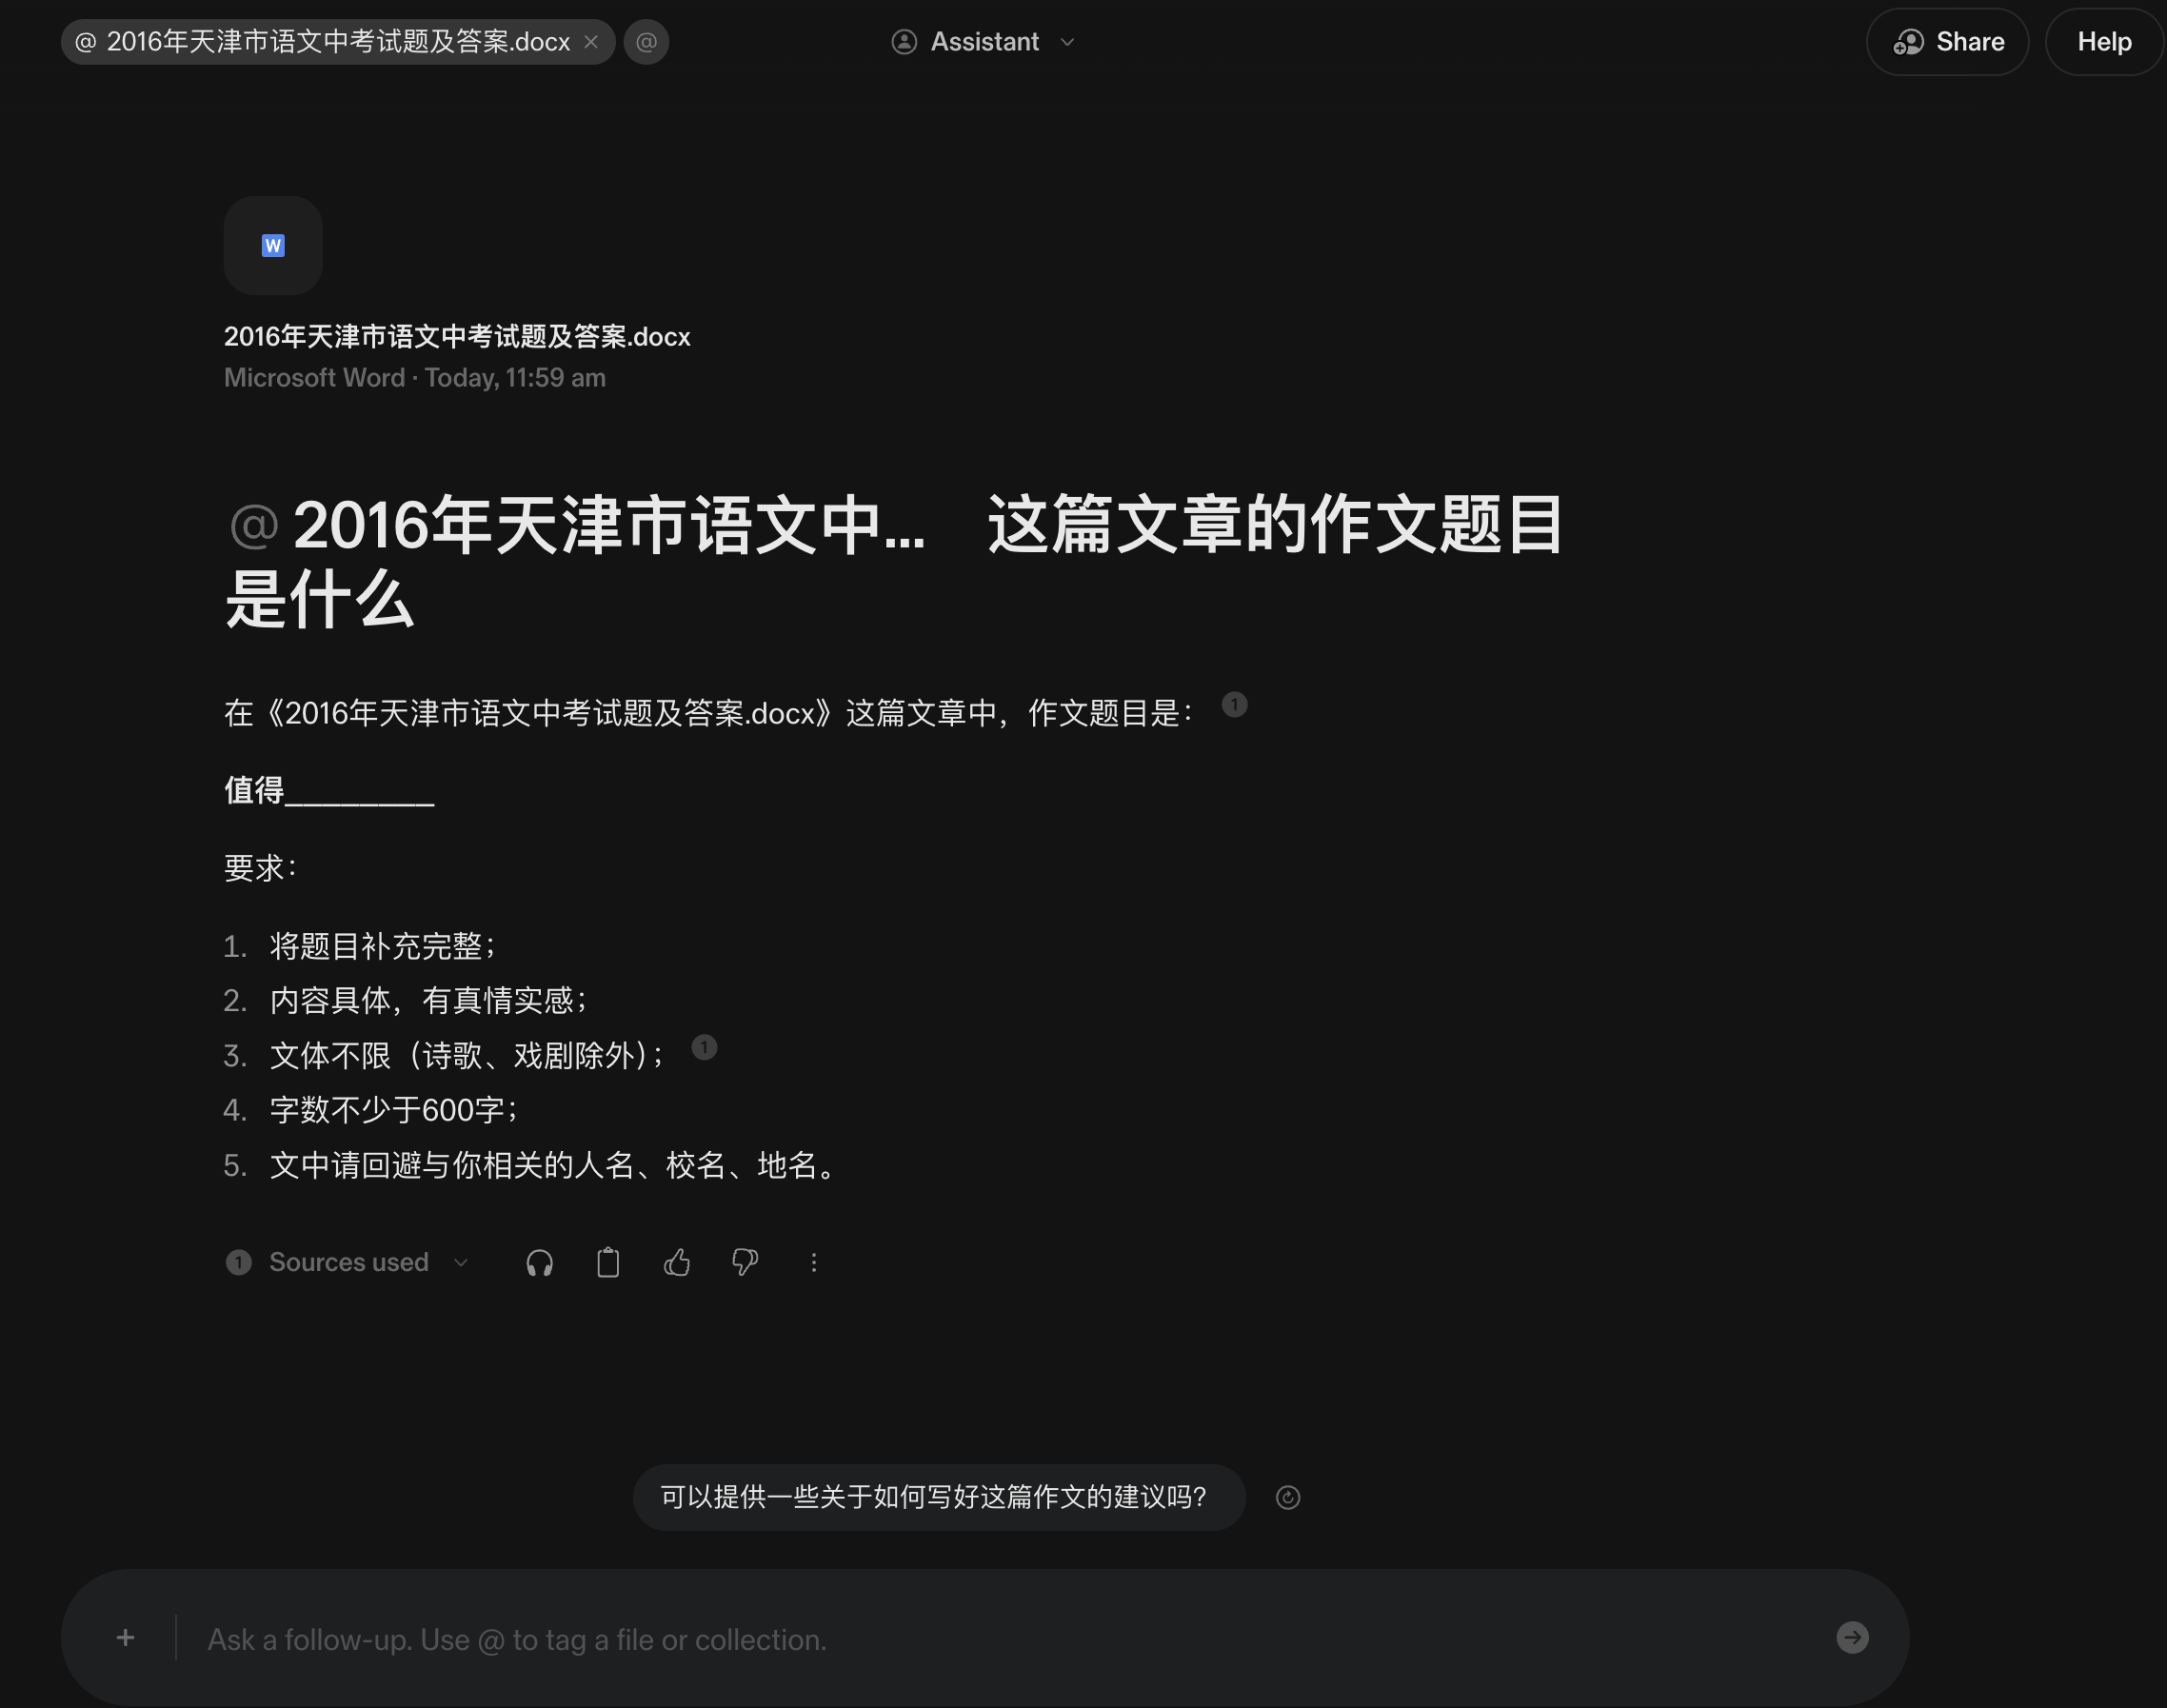 @ 2016年天津市语文中考试题及答案.docx × @
Assistant
Share
Help
W
2016年天津市语文中考试题及答案.docx
Microsoft Word · Today, 11:59 am
@ 2016年天津市语文中... 这篇文章的作文题目
是什么
在《2016年天津市语文中考试题及答案.docx》这篇文章中，作文题目是： 1
值得________
要求：
1. 将题目补充完整；
2. 内容具体，有真情实感；
3. 文体不限（诗歌、戏剧除外）； 1
4. 字数不少于600字；
5. 文中请回避与你相关的人名、校名、地名。
1 Sources used
可以提供一些关于如何写好这篇作文的建议吗?
+ Ask a follow-up. Use @ to tag a file or collection.